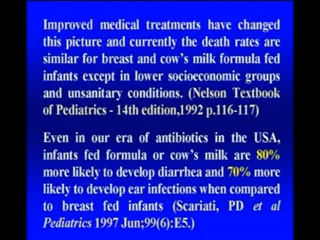 Improved medical treatments have changed
this picture and currently the death rates are
similar for breast and cow's milk formula fed
infants except in lower socioeconomic groups
and unsanitary conditions. (Nelson Textbook
of Pediatrics - 14th edition,1992 p.116-117)
Even in our era of antibiotics in the USA,
infants fed formula or cow's milk are 80%
more likely to develop diarrhea and 70% more
likely to develop ear infections when compared
to breast fed infants (Scariati, PD et al
Pediatrics 1997 Jun;99(6):E5.)